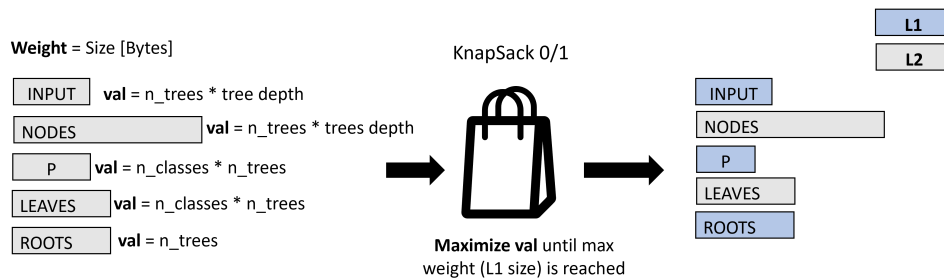 Weight = Size [Bytes]
INPUT val = n_trees * tree depth
NODES val = n_trees * trees depth
P val = n_classes * n_trees
LEAVES val = n_classes * n_trees
ROOTS val = n_trees
KnapSack 0/1
Maximize val until max
weight (L1 size) is reached
L1
L2
INPUT
NODES
P
LEAVES
ROOTS